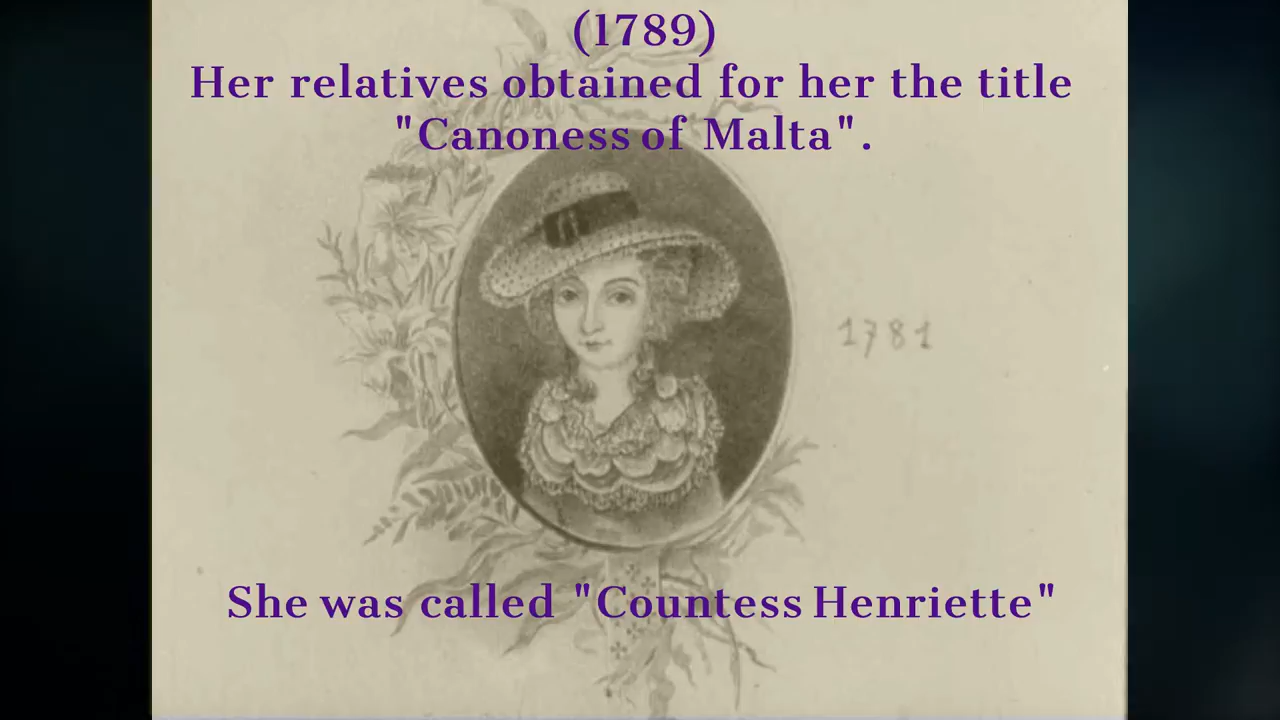 (1789)
Her relatives obtained for her the title
"Canoness of Malta".
1781
She was called "Countess Henriette"